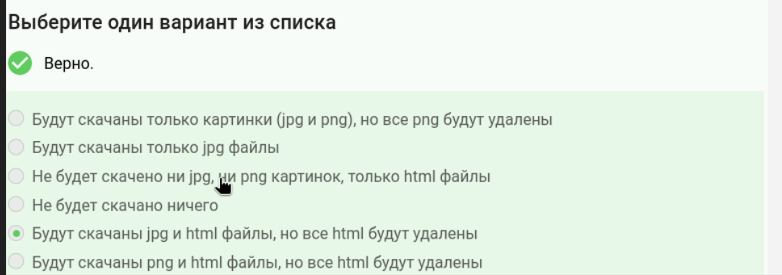 Выберите один вариант из списка
Верно.
Будут скачаны только картинки (jpg и png), но все png будут удалены
Будут скачаны только jpg файлы
Не будет скачено ни jpg, ни png картинок, только html файлы
Не будет скачано ничего
Будут скачаны jpg и html файлы, но все html будут удалены
Будут скачаны png и html файлы, но все html будут удалены